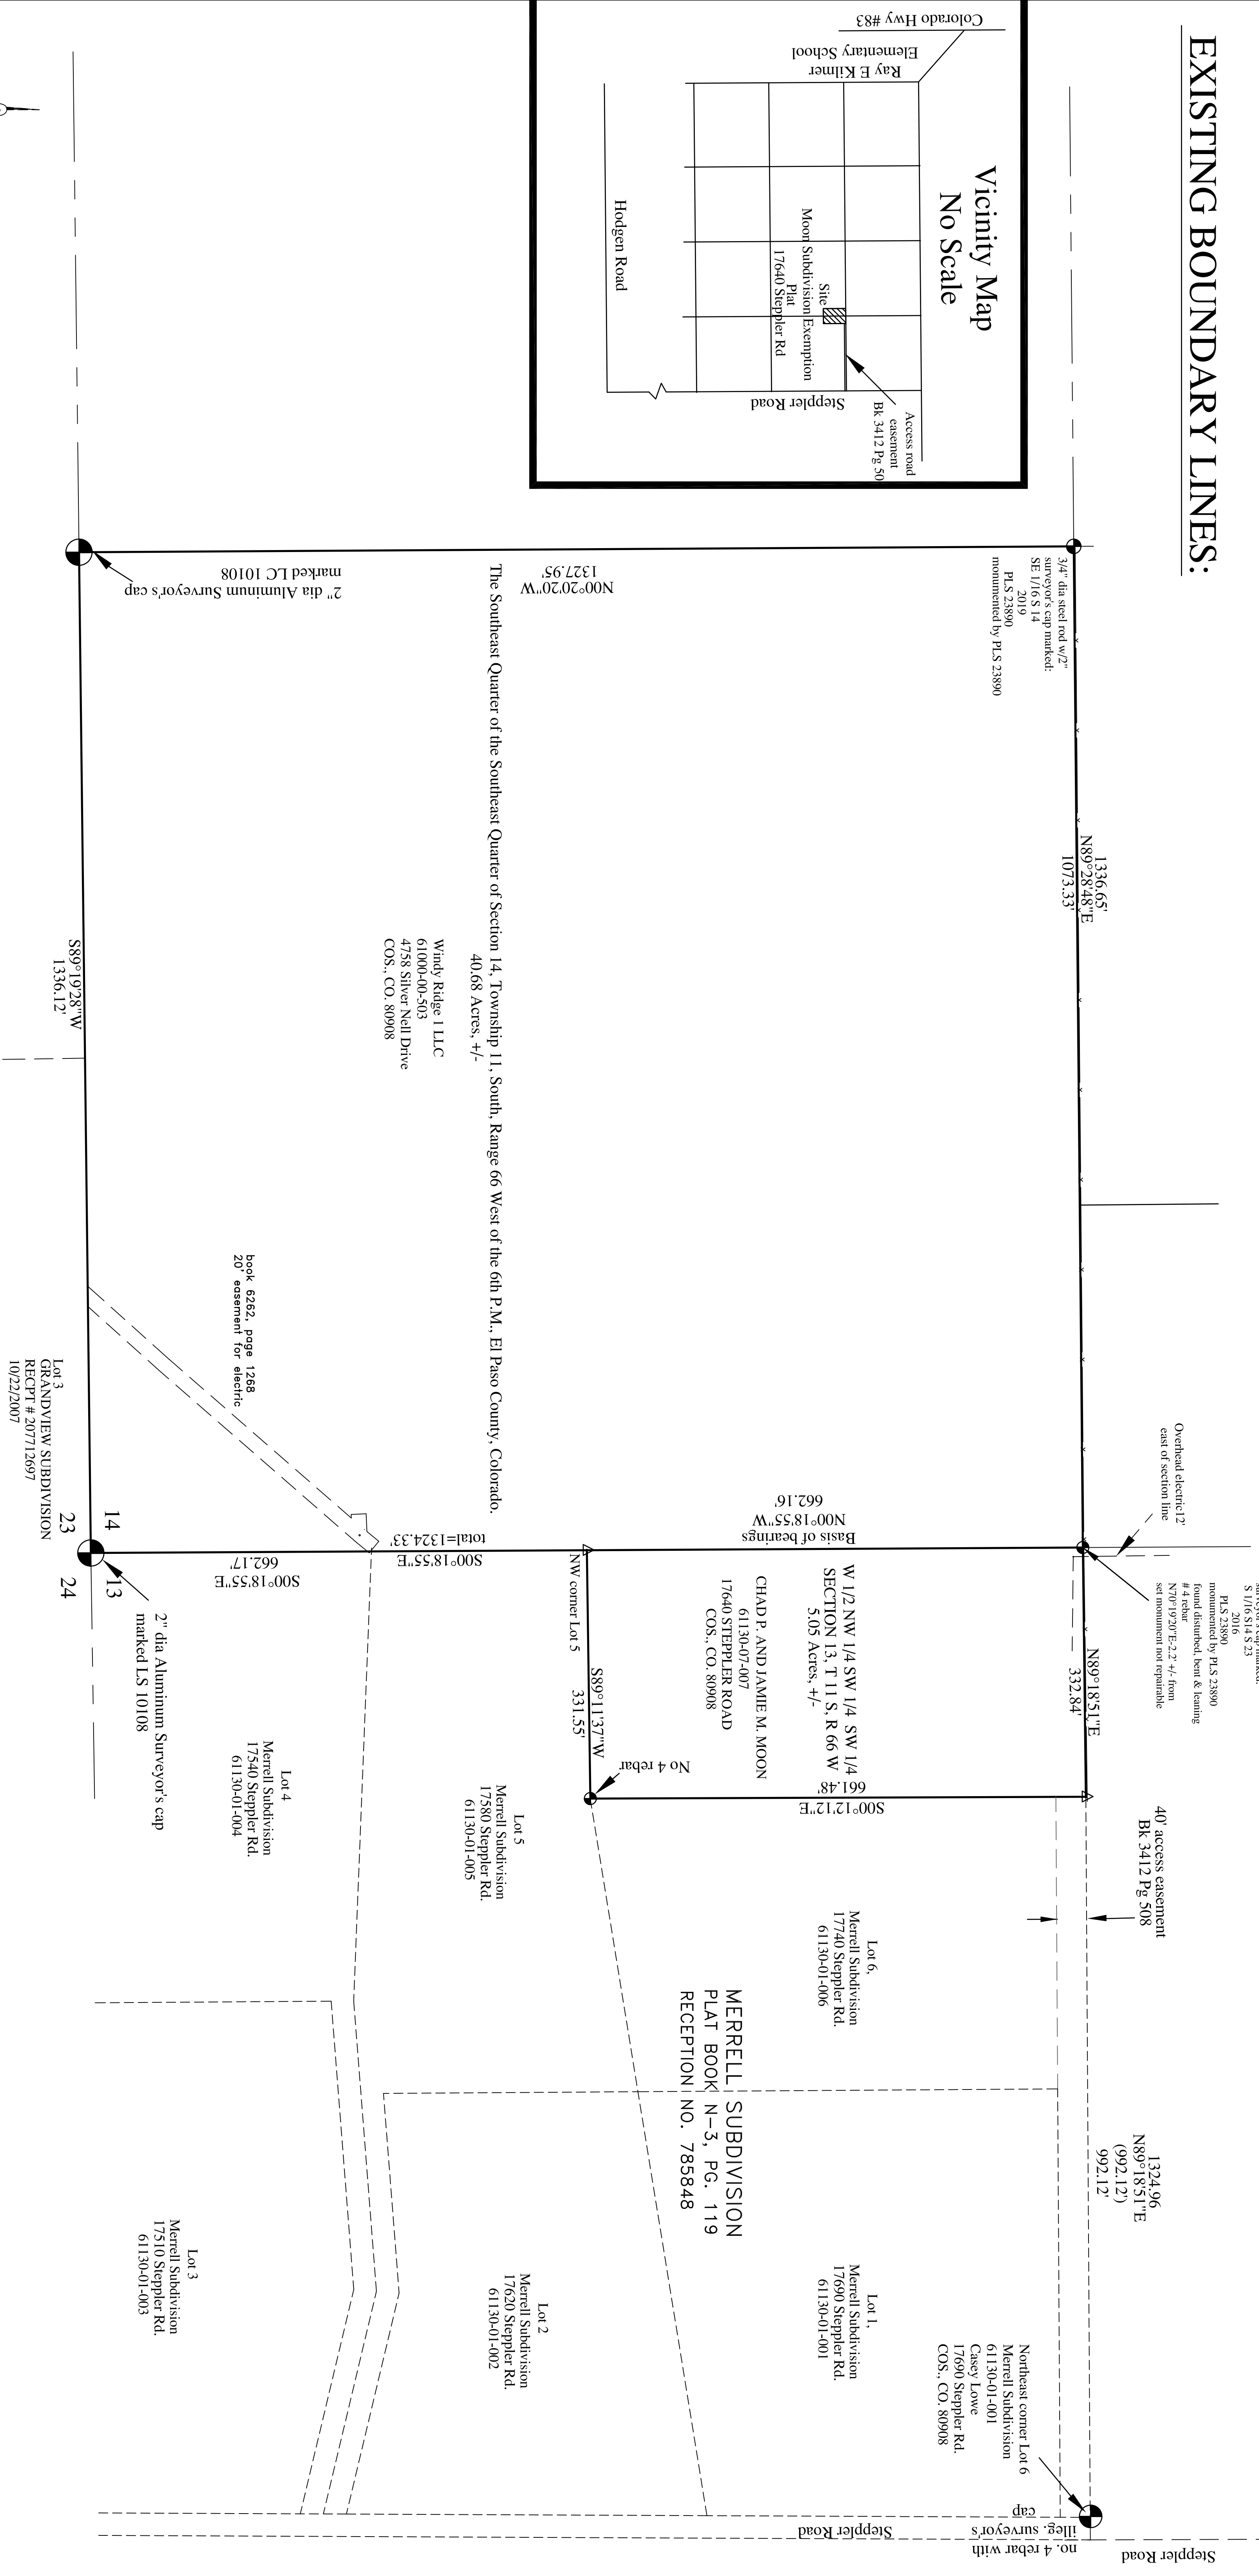 EXISTING BOUNDARY LINES:
Vicinity Map
No Scale
Colorado Hwy #83
Ray E Kilmer
Elementary School
Hodgen Road
Site
Moon Subdivision Exemption
Plat
17640 Steppler Rd
Steppler Road
Access road
easement
Bk 3412 Pg 50
3/4" dia steel rod w/2"
surveyor's cap marked:
SE 1/16 S 14
2019
PLS 23890
monumented by PLS 23890
1336.65'
N89°28'48"E
1073.33'
N00°20'20"W
1327.95'
2" dia Aluminum Surveyor's cap
marked LC 10108
The Southeast Quarter of the Southeast Quarter of Section 14, Township 11, South, Range 66 West of the 6th P.M., El Paso County, Colorado.
40.68 Acres, +/-
Windy Ridge 1 LLC
61000-00-503
4758 Silver Nell Drive
COS., CO. 80908
S89°19'28"W
1336.12'
book 6262, page 1268
20' easement for electric
Lot 3
GRANDVIEW SUBDIVISION
RECPT # 207712697
10/22/2007
14
23
13
24
2" dia Aluminum Surveyor's cap
marked LS 10108
S00°18'55"E
662.17'
S00°18'55"E
total=1324.33'
Basis of bearings
N00°18'55"W
662.16'
NW corner Lot 5
Overhead electric12'
east of section line
S 1/16 S14 S 23
2016
PLS 23890
monumented by PLS 23890
found disturbed, bent & leaning
# 4 rebar
N70°19'20"E-2.2' +/- from
set monument not repairable
N89°18'51"E
332.84'
W 1/2 NW 1/4 SW 1/4 SW 1/4
SECTION 13, T 11 S, R 66 W
5.05 Acres, +/-
CHAD P. AND JAMIE M. MOON
61130-07-007
17640 STEPPLER ROAD
COS., CO. 80908
S89°11'37"W
331.55'
No 4 rebar
S00°12'12"E
661.48'
40' access easement
Bk 3412 Pg 508
Lot 4
Merrell Subdivision
17540 Steppler Rd.
61130-01-004
Lot 5
Merrell Subdivision
17580 Steppler Rd.
61130-01-005
Lot 6,
Merrell Subdivision
17740 Steppler Rd.
61130-01-006
MERRELL SUBDIVISION
PLAT BOOK N-3, PG. 119
RECEPTION NO. 785848
1324.96
N89°18'51"E
(992.12')
992.12'
Lot 3
Merrell Subdivision
17510 Steppler Rd.
61130-01-003
Lot 2
Merrell Subdivision
17620 Steppler Rd.
61130-01-002
Lot 1,
Merrell Subdivision
17690 Steppler Rd.
61130-01-001
Northeast corner Lot 6
Merrell Subdivision
61130-01-001
Casey Lowe
17690 Steppler Rd.
COS., CO. 80908
no. 4 rebar with
illeg. surveyor's
cap
Steppler Road
Steppler Road